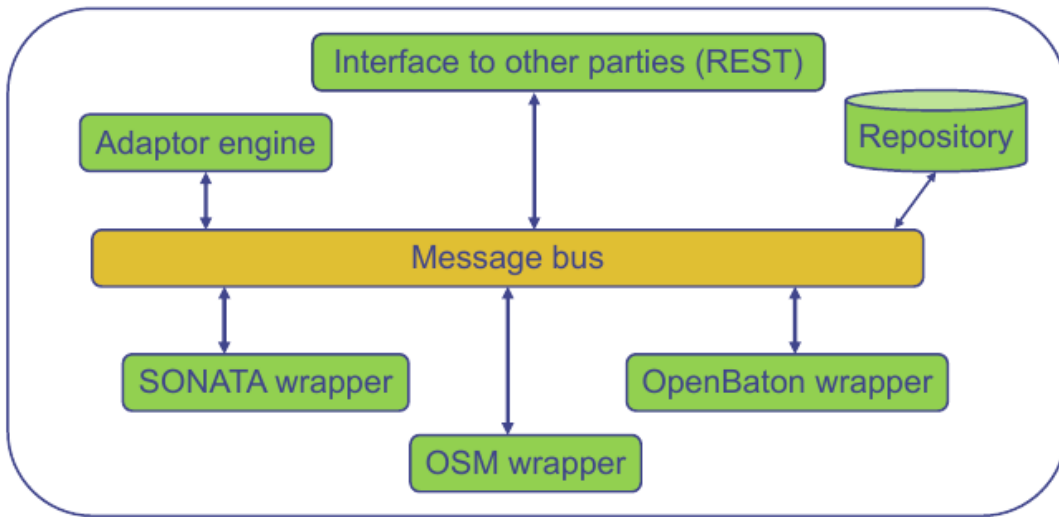 Interface to other parties (REST)
Adaptor engine
Repository
Message bus
SONATA wrapper
OpenBaton wrapper
OSM wrapper